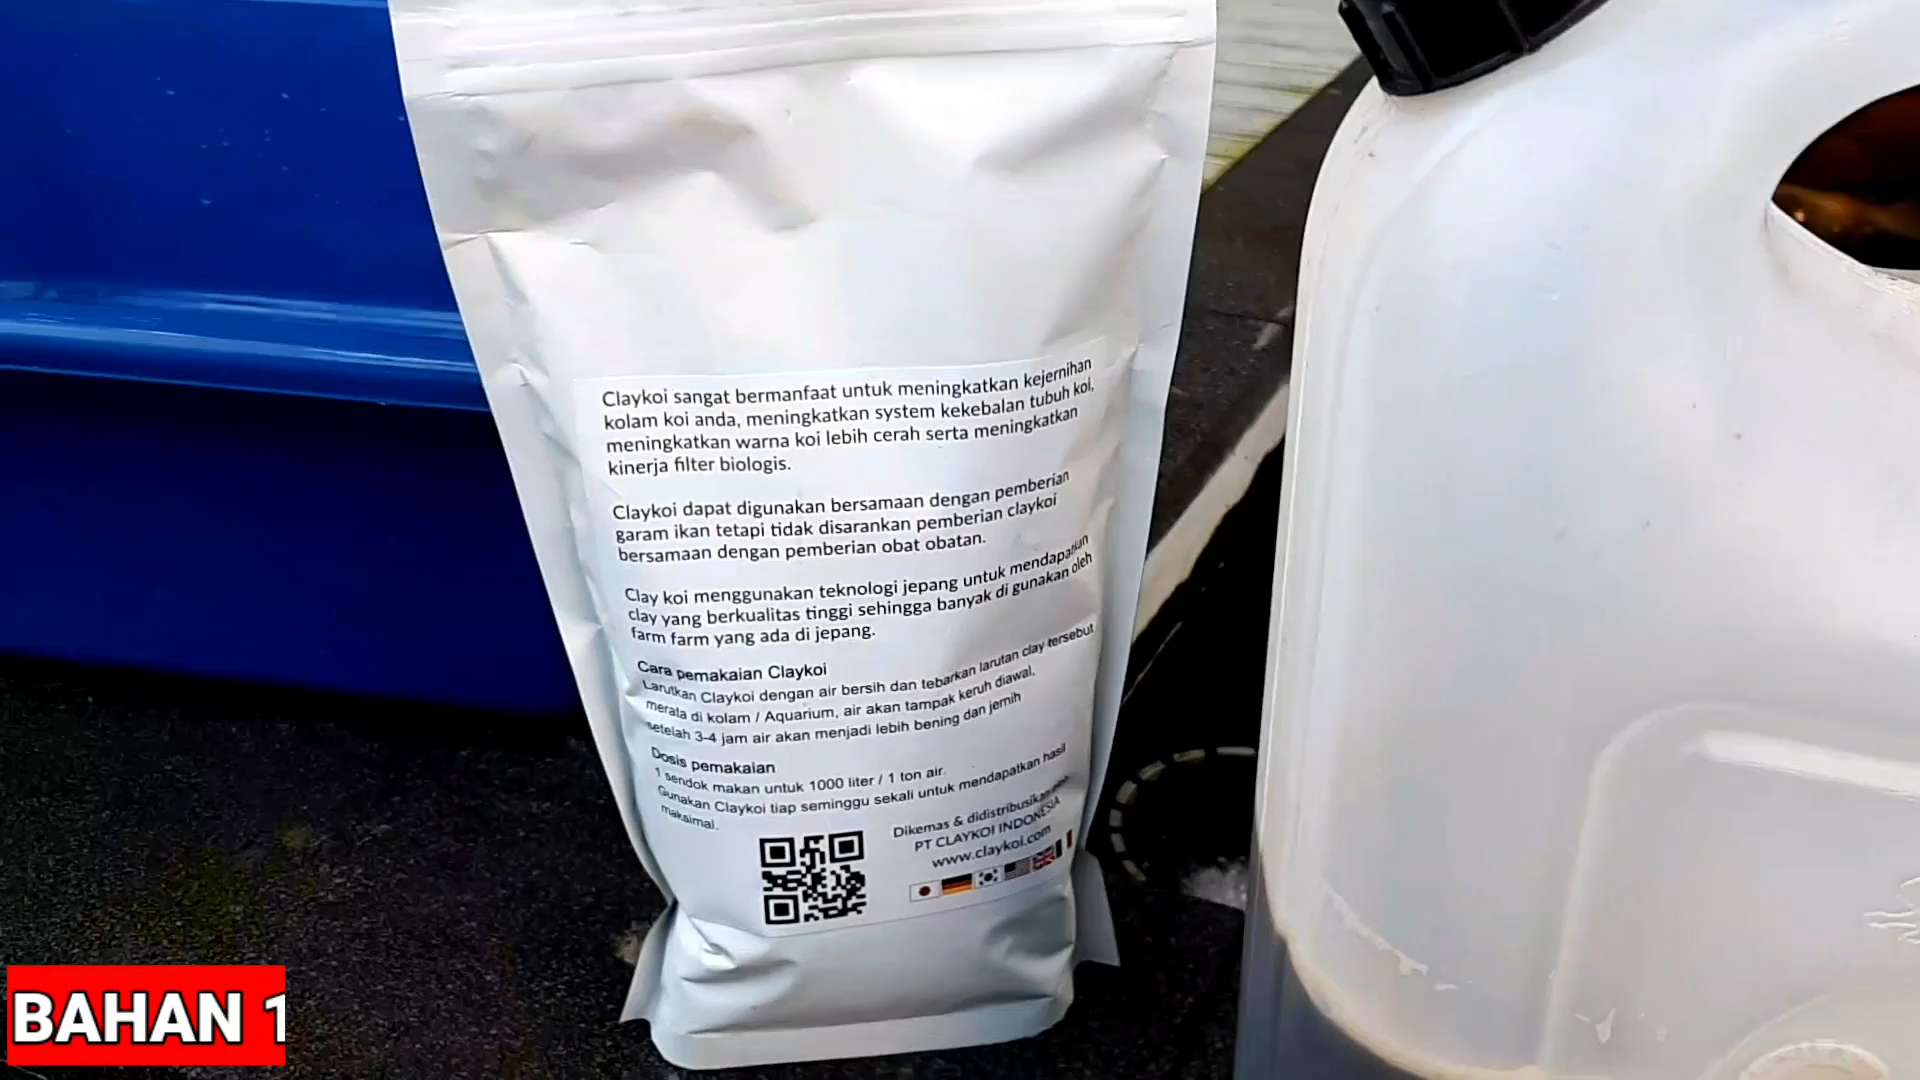 Claykoi sangat bermanfaat untuk meningkatkan kejernihan
kolam koi anda, meningkatkan system kekebalan tubuh koi,
meningkatkan warna koi lebih cerah serta meningkatkan
kinerja filter biologis.
Claykoi dapat digunakan bersamaan dengan pemberian
garam ikan tetapi tidak disarankan pemberian claykoi
bersamaan dengan pemberian obat obatan.
Clay koi menggunakan teknologi jepang untuk mendapatkan
clay yang berkualitas tinggi sehingga banyak di gunakan oleh
farm farm yang ada di jepang.
Cara pemakaian Claykoi
Larutkan Claykoi dengan air bersih dan tebarkan larutan clay tersebut
merata di kolam / Aquarium, air akan tampak keruh diawal,
setelah 3-4 jam air akan menjadi lebih bening dan jernih
Dosis pemakaian
1 sendok makan untuk 1000 liter / 1 ton air.
Gunakan Claykoi tiap seminggu sekali untuk mendapatkan hasil
maksimal.
Dikemas & didistribusikan
PT CLAYKOI INDONESIA
www.claykoi.com
BAHAN 1